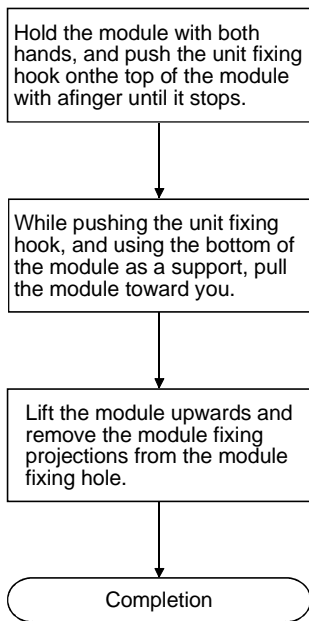 Hold the module with both
hands, and push the unit fixing
hook onthe top of the module
with afinger until it stops.
While pushing the unit fixing
hook, and using the bottom of
the module as a support, pull
the module toward you.
Lift the module upwards and
remove the module fixing
projections from the module
fixing hole.
Completion